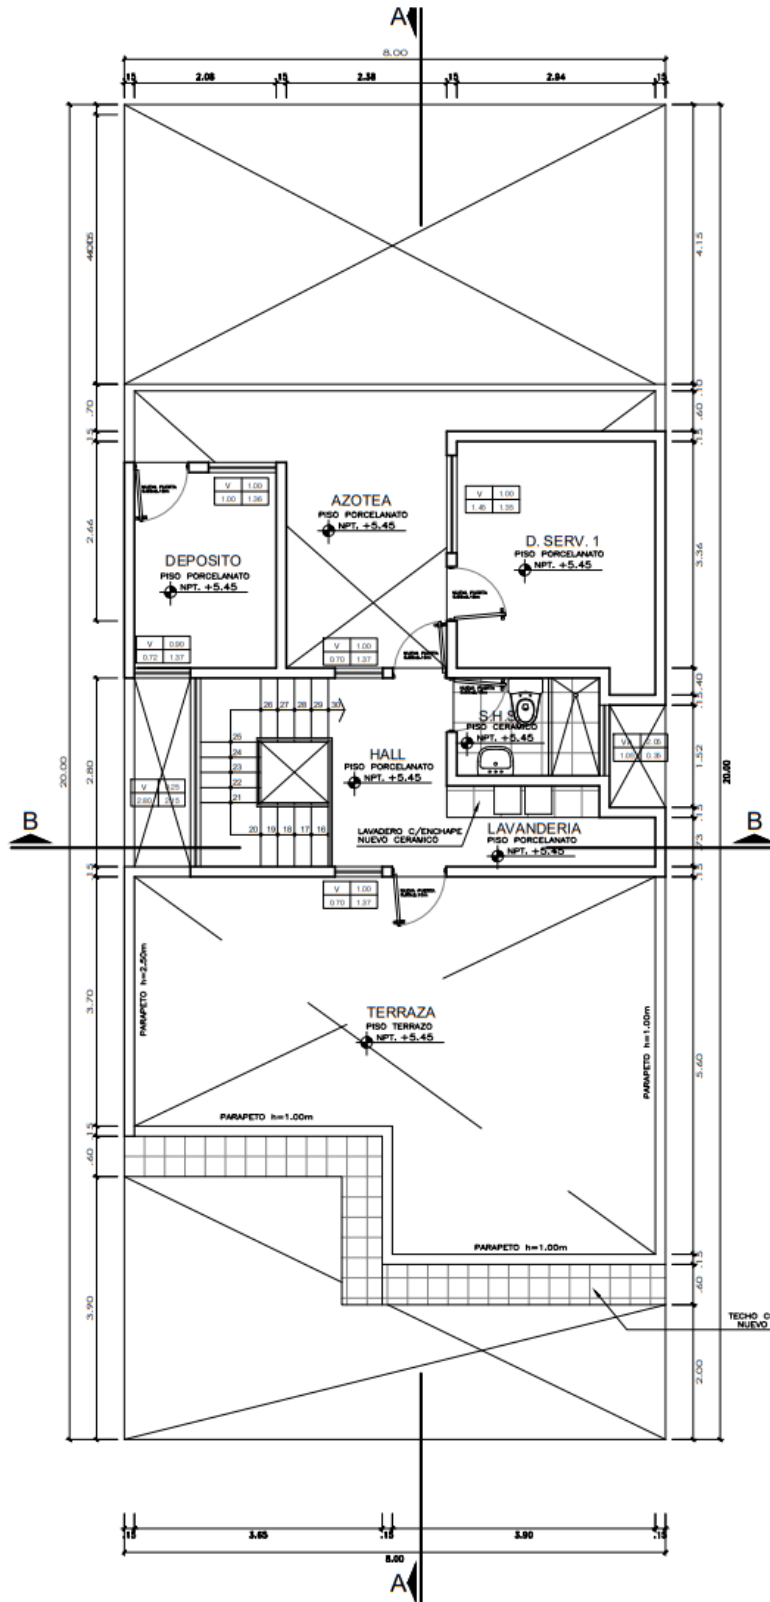 A
8.00
.15 2.08 .15 2.38 .15 2.94 .15
4.15
.70
.10
.60
.15
.15
AZOTEA
PISO PORCELANATO
NPT. +5.45
V 1.00
1.00 1.36
V 1.00
1.45 1.35
D. SERV. 1
PISO PORCELANATO
NPT. +5.45
2.66
3.36
DEPOSITO
PISO PORCELANATO
NPT. +5.45
V 0.90
0.72 1.37
V 1.00
0.70 1.37
.15 .40
26 27 28 29 30
25
24
23
22
21
20 19 18 17 16
S.H.S.
PISO CERAMICO
NPT. +5.45
HALL
PISO PORCELANATO
NPT. +5.45
1.52
20.00
2.80
20.00
B
B
LAVADERO C/ENCHAPE
NUEVO CERAMICO
LAVANDERIA
PISO PORCELANATO
NPT. +5.45
.15
.73
.15
.15
V 1.00
0.70 1.37
PARAPETO h=2.50m
3.70
TERRAZA
PISO TERRAZO
NPT. +5.45
PARAPETO h=1.00m
5.60
PARAPETO h=1.00m
.15
.60
PARAPETO h=1.00m
.15
.60
TECHO C
NUEVO
3.90
2.00
.15 3.65 .15 3.90 .15
8.00
A